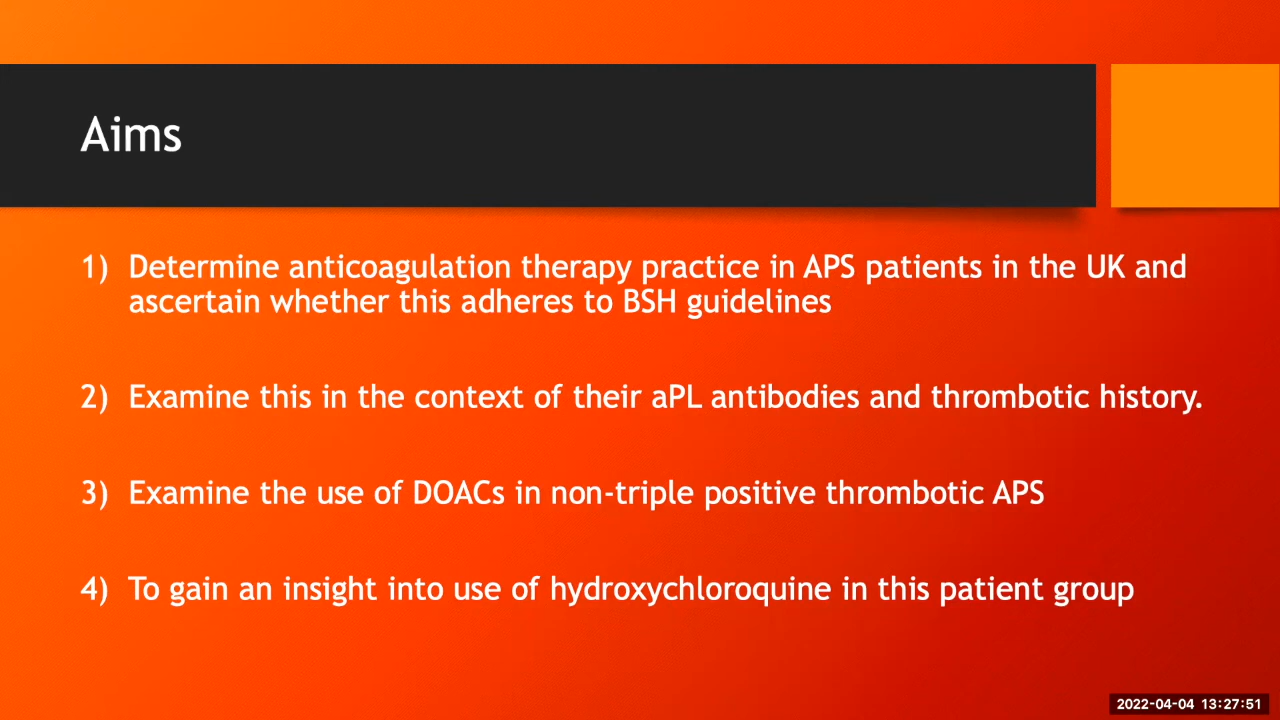 Aims
1) Determine anticoagulation therapy practice in APS patients in the UK and
ascertain whether this adheres to BSH guidelines
2) Examine this in the context of their aPL antibodies and thrombotic history.
3) Examine the use of DOACs in non-triple positive thrombotic APS
4) To gain an insight into use of hydroxychloroquine in this patient group
2022-04-04 13:27:51